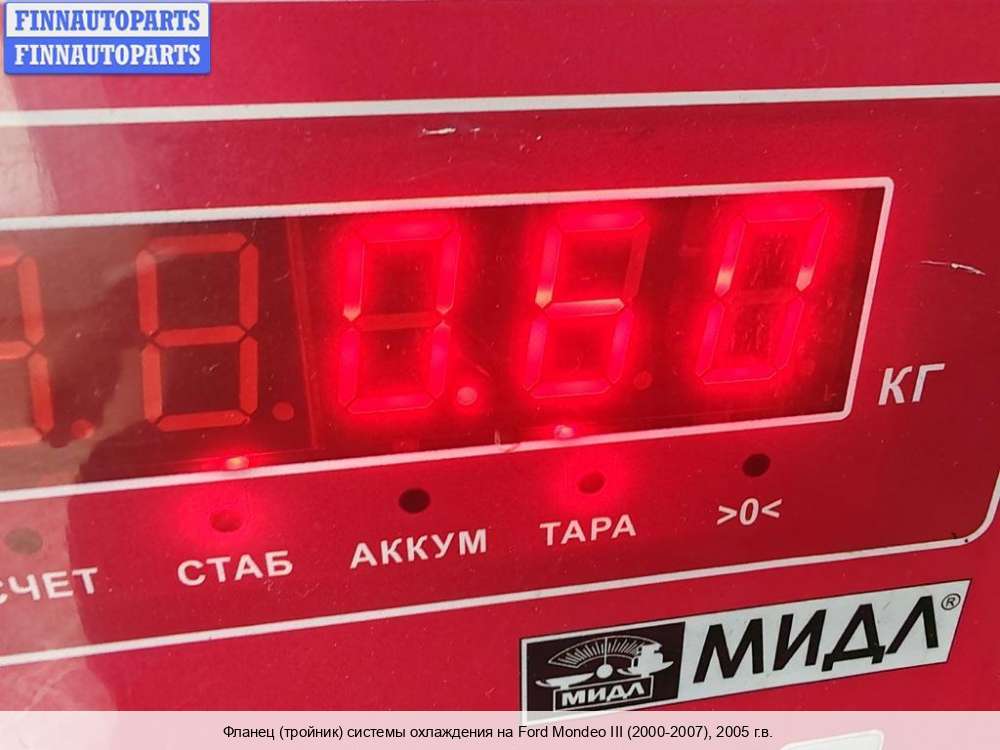 FINNAUTOPARTS
FINNAUTOPARTS
0.60
КГ
СЧЕТ СТАБ АККУМ ТАРА >0<
МИДЛ МИДЛ®
Фланец (тройник) системы охлаждения на Ford Mondeo III (2000-2007), 2005 г.в.